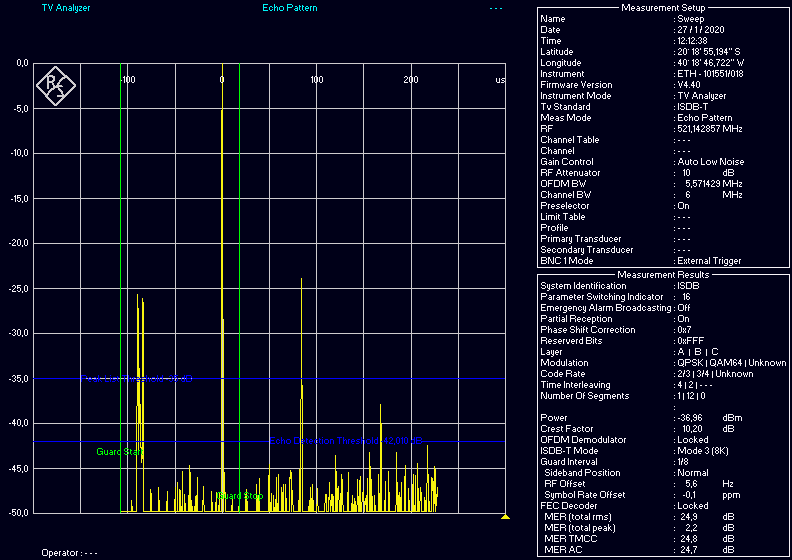 TV Analyzer Echo Pattern ---
0,0
-100 0 100 200 us
-5,0
-10,0
-15,0
-20,0
-25,0
-30,0
-35,0
-40,0
Echo Detection Threshold
Guard Start
-45,0
Guard Stop
-50,0
Operator : ---
Measurement Setup
Name : Sweep
Date : 27 / 1 / 2020
Time : 12:12:38
Latitude : 20° 18' 55,194" S
Longitude : 40° 18' 46,722" W
Instrument : ETH - 101551/018
Firmware Version : V4.40
Instrument Mode : TV Analyzer
Tv Standard : ISDB-T
Meas Mode : Echo Pattern
RF : 521,142857 MHz
Channel Table : ---
Channel : ---
Gain Control : Auto Low Noise
RF Attenuator : 10 dB
OFDM BW : 5,571429 MHz
Channel BW : 6 MHz
Preselector : On
Limit Table : ---
Profile : ---
Primary Transducer : ---
Secondary Transducer : ---
BNC 1 Mode : External Trigger
Measurement Results
System Identification : ISDB
Parameter Switching Indicator : 16
Emergency Alarm Broadcasting : Off
Partial Reception : On
Phase Shift Correction : 0x7
Reserverd Bits : 0xFFF
Layer : A | B | C
Modulation : QPSK | QAM64 | Unknown
Code Rate : 2/3 | 3/4 | Unknown
Time Interleaving : 4 | 2 | ---
Number Of Segments : 1 | 12 | 0
:
Power : -36,96 dBm
Crest Factor : 10,20 dB
OFDM Demodulator : Locked
ISDB-T Mode : Mode 3 (8K)
Guard Interval : 1/8
Sideband Position : Normal
RF Offset : 5,6 Hz
Symbol Rate Offset : -0,1 ppm
FEC Decoder : Locked
MER (total rms) : 24,9 dB
MER (total peak) : 2,2 dB
MER TMCC : 24,8 dB
MER AC : 24,7 dB